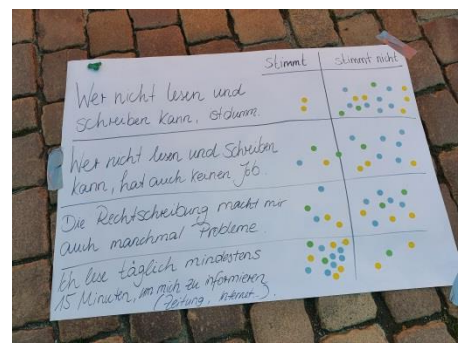 Stimmt stimmt nicht
Wer nicht lesen und
schreiben kann, ist dumm.
Wer nicht lesen und schreiben
kann, hat auch keinen Job.
Die Rechtschreibung macht mir
auch manchmal Probleme.
Ich lese täglich mindestens
15 Minuten, um mich zu informieren
(Zeitung, Internet...).